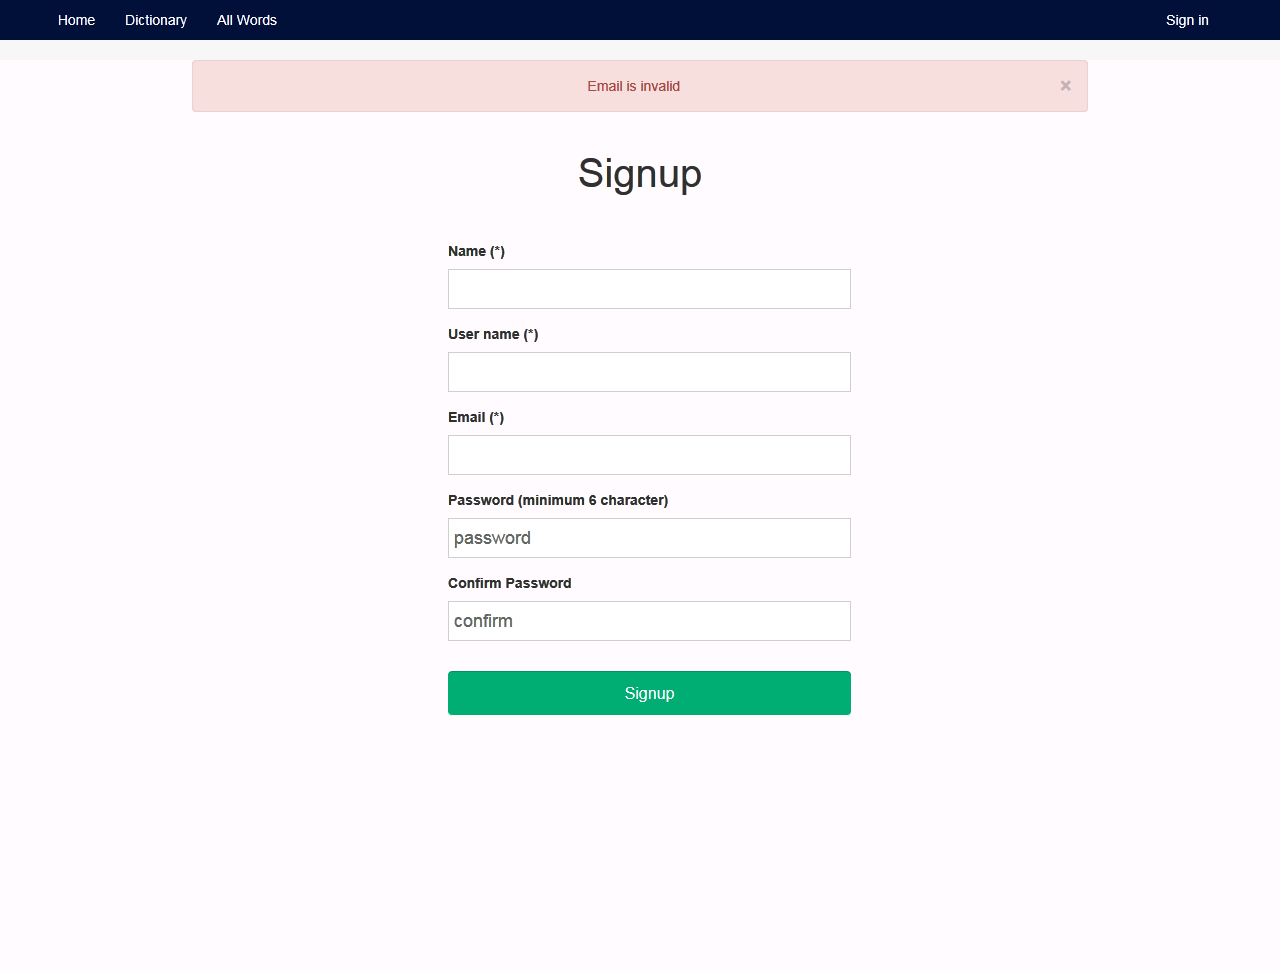 Home Dictionary All Words Sign in
Email is invalid ×
Signup
Name (*)
User name (*)
Email (*)
Password (minimum 6 character)
password
Confirm Password
confirm
Signup